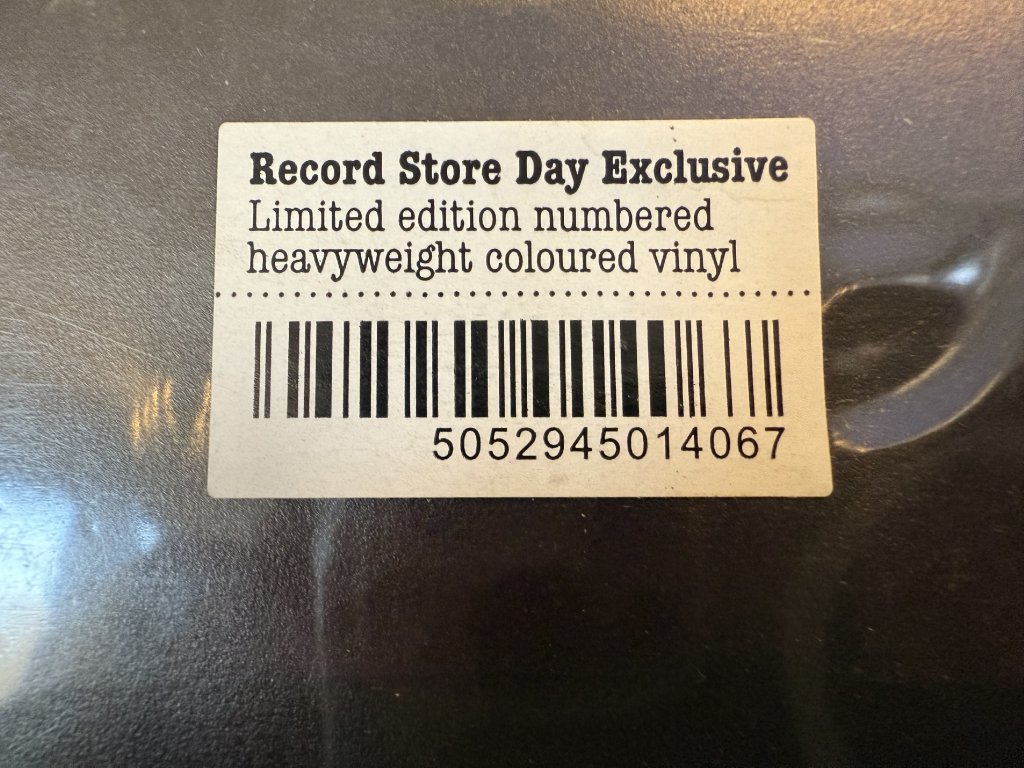 Record Store Day Exclusive
Limited edition numbered
heavyweight coloured vinyl
5052945014067